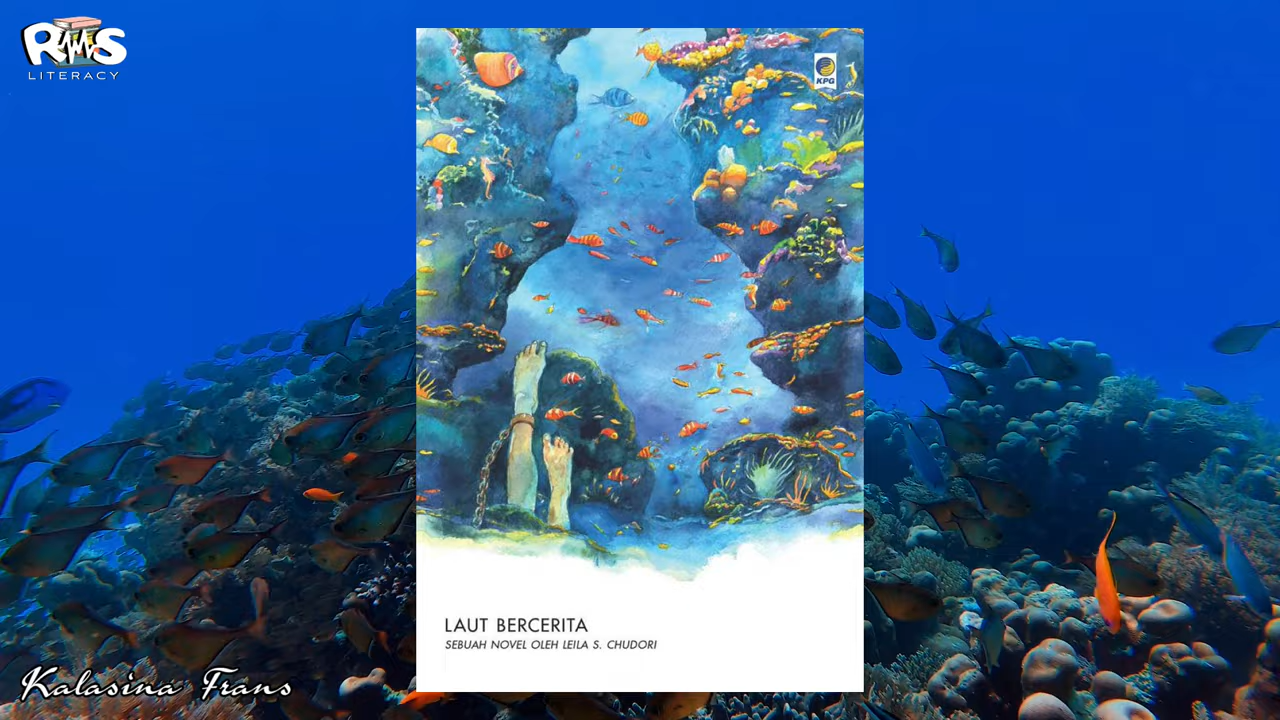 RMS
LITERACY
KPG
LAUT BERCERITA
SEBUAH NOVEL OLEH LEILA S. CHUDORI
Kalasina Frans